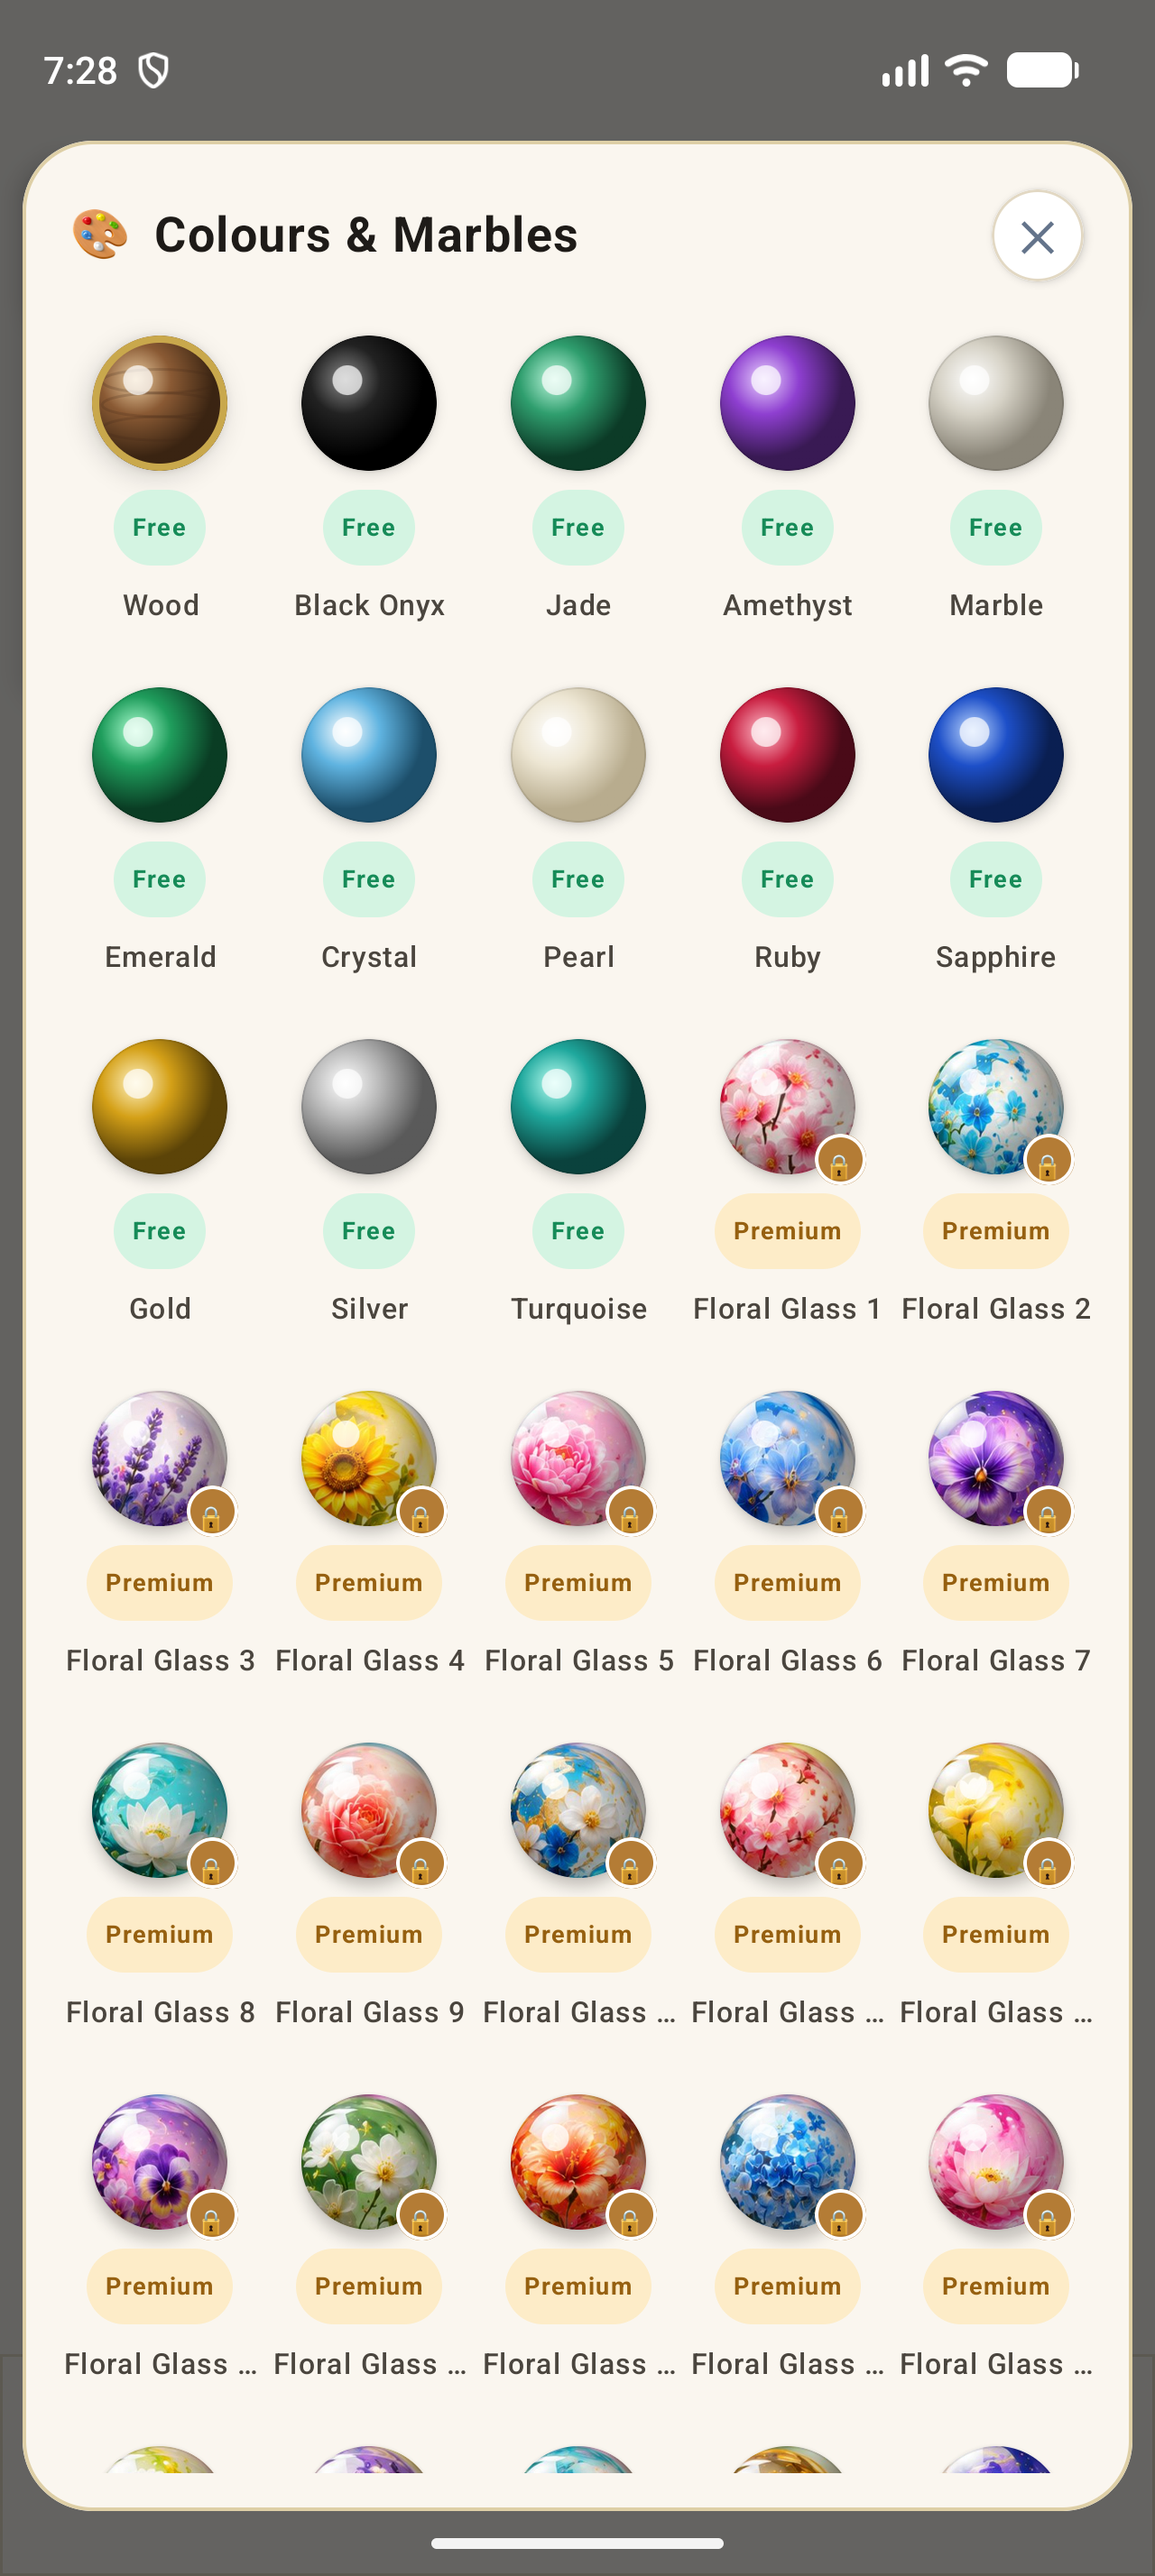 7:28
Colours & Marbles
Free Free Free Free Free
Wood Black Onyx Jade Amethyst Marble
Free Free Free Free Free
Emerald Crystal Pearl Ruby Sapphire
Free Free Free Premium Premium
Gold Silver Turquoise Floral Glass 1 Floral Glass 2
Premium Premium Premium Premium Premium
Floral Glass 3 Floral Glass 4 Floral Glass 5 Floral Glass 6 Floral Glass 7
Premium Premium Premium Premium Premium
Floral Glass 8 Floral Glass 9 Floral Glass ... Floral Glass ... Floral Glass ...
Premium Premium Premium Premium Premium
Floral Glass ... Floral Glass ... Floral Glass ... Floral Glass ... Floral Glass ...